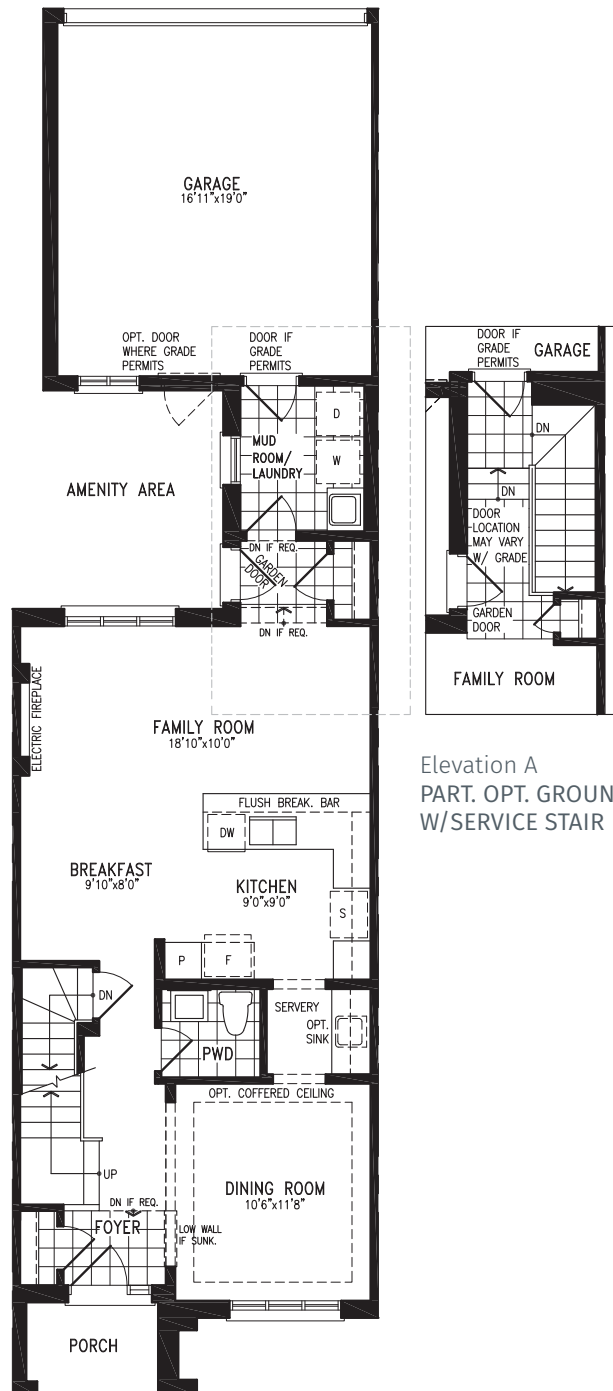 GARAGE
16'11"x19'0"
OPT. DOOR
WHERE GRADE
PERMITS
DOOR IF
GRADE
PERMITS
D
W
MUD
ROOM/
LAUNDRY
AMENITY AREA
DN IF REQ.
GARDEN
DOOR
DN IF REQ.
ELECTRIC FIREPLACE
FAMILY ROOM
18'10"x10'0"
FLUSH BREAK. BAR
DW
BREAKFAST
9'10"x8'0"
KITCHEN
9'0"x9'0"
S
P
F
DN
SERVERY
OPT.
SINK
PWD
OPT. COFFERED CEILING
UP
DINING ROOM
10'6"x11'8"
DN IF REQ.
FOYER
LOW WALL
IF SUNK.
PORCH
DOOR IF
GRADE
PERMITS
GARAGE
DN
DN
DOOR
LOCATION
MAY VARY
W/ GRADE
GARDEN
DOOR
FAMILY ROOM
Elevation A
PART. OPT. GROUN
W/SERVICE STAIR